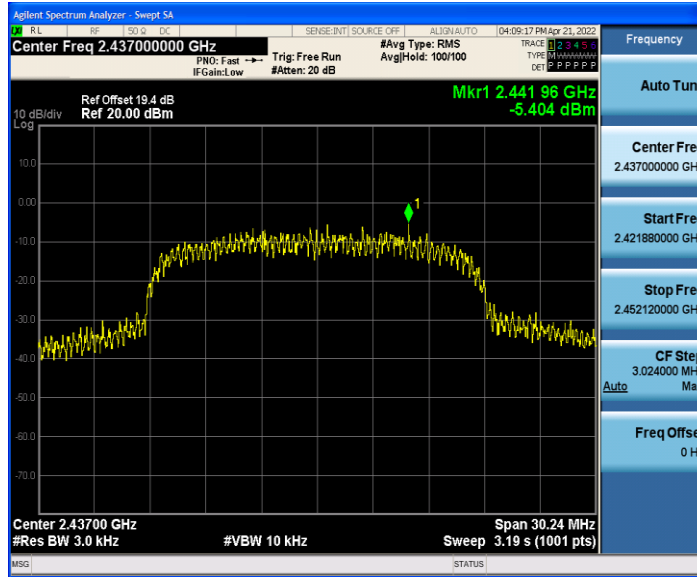 Agilent Spectrum Analyzer - Swept SA
RL RF 50 Ω DC SENSE:INT SOURCE OFF ALIGN AUTO 04:09:17 PM Apr 21, 2022
Center Freq 2.437000000 GHz
#Avg Type: RMS
TRACE 1 2 3 4 5 6
PNO: Fast Trig: Free Run Avg|Hold: 100/100
TYPE M
IFGain:Low #Atten: 20 dB
DET P P P P P P
Mkr1 2.441 96 GHz
-5.404 dBm
Ref Offset 19.4 dB
10 dB/div Ref 20.00 dBm
Log
1
10.0
0.00
-10.0
-20.0
-30.0
-40.0
-50.0
-60.0
-70.0
Center 2.43700 GHz Span 30.24 MHz
#Res BW 3.0 kHz #VBW 10 kHz Sweep 3.19 s (1001 pts)
MSG STATUS
Frequency
Auto Tun
Center Fre
2.437000000 GH
Start Fre
2.421880000 GH
Stop Fre
2.452120000 GH
CF Ste
3.024000 MH
Auto Ma
Freq Offse
0 H